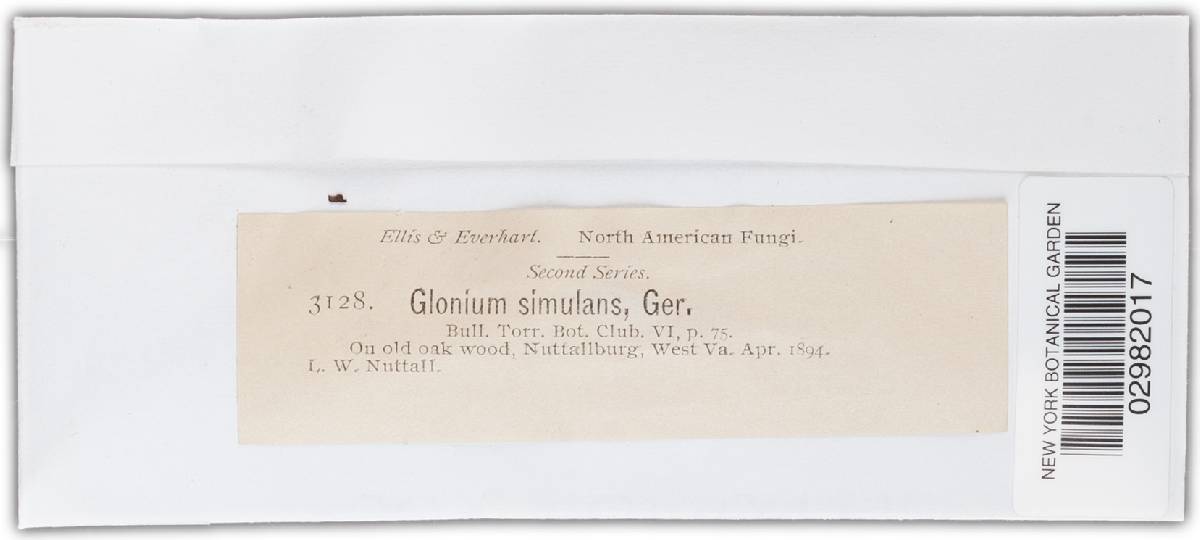 Ellis & Everhart. North American Fungi.
Second Series.
3128. Glonium simulans, Ger.
Bull. Torr. Bot. Club. VI, p. 75.
On old oak wood, Nuttallburg, West Va. Apr. 1894.
L. W. Nuttall.
NEW YORK BOTANICAL GARDEN
02982017